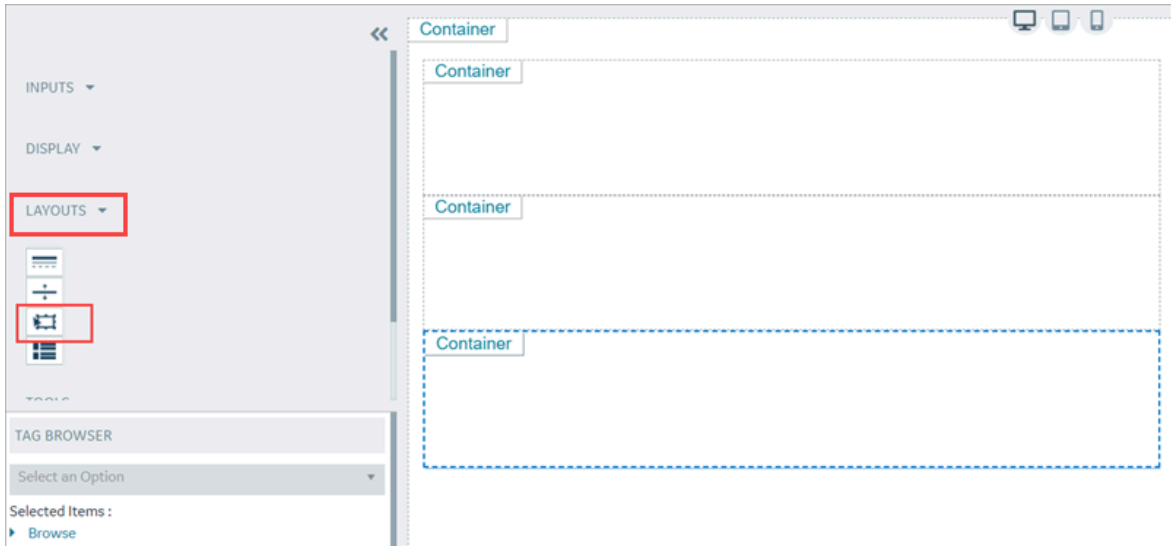 INPUTS
DISPLAY
LAYOUTS
TAG BROWSER
Select an Option
Selected Items :
Browse
Container
Container
Container
Container